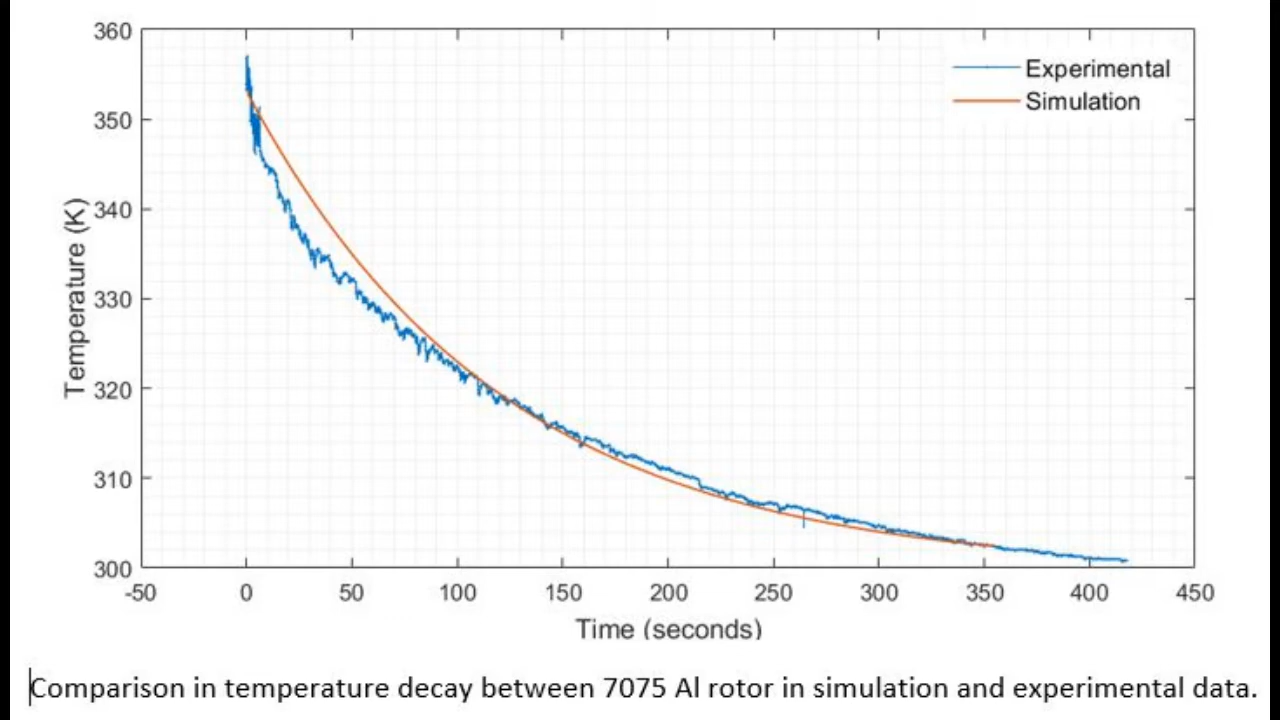 360
350
340
330
320
310
300
Temperature (K)
Experimental
Simulation
-50 0 50 100 150 200 250 300 350 400 450
Time (seconds)
Comparison in temperature decay between 7075 Al rotor in simulation and experimental data.